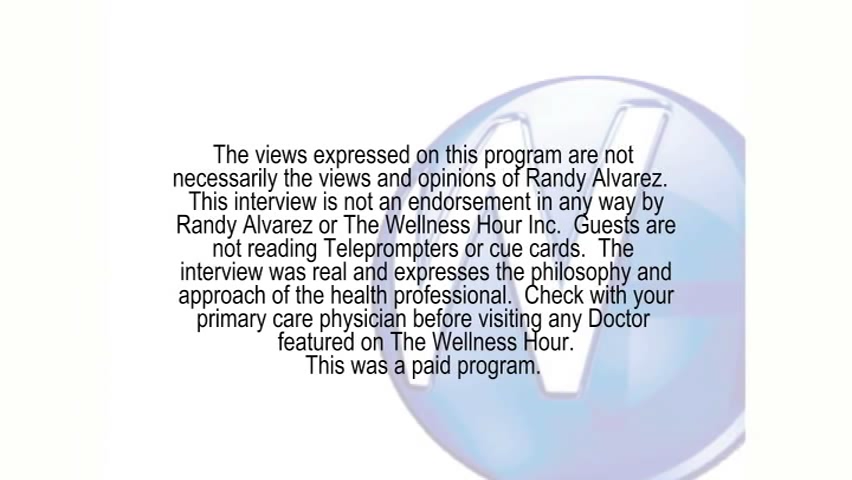 The views expressed on this program are not
necessarily the views and opinions of Randy Alvarez.
This interview is not an endorsement in any way by
Randy Alvarez or The Wellness Hour Inc. Guests are
not reading Teleprompters or cue cards. The
interview was real and expresses the philosophy and
approach of the health professional. Check with your
primary care physician before visiting any Doctor
featured on The Wellness Hour.
This was a paid program.